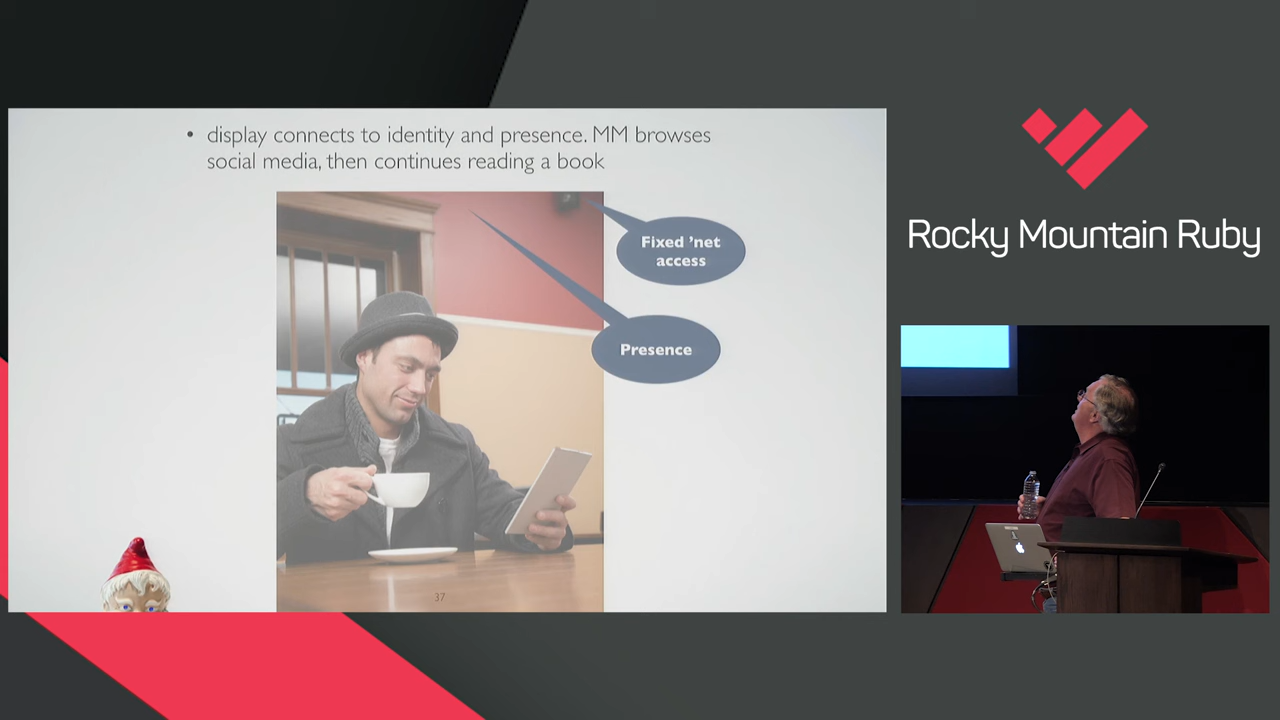 • display connects to identity and presence. MM browses
social media, then continues reading a book
Fixed ’net
access
Presence
37
Rocky Mountain Ruby